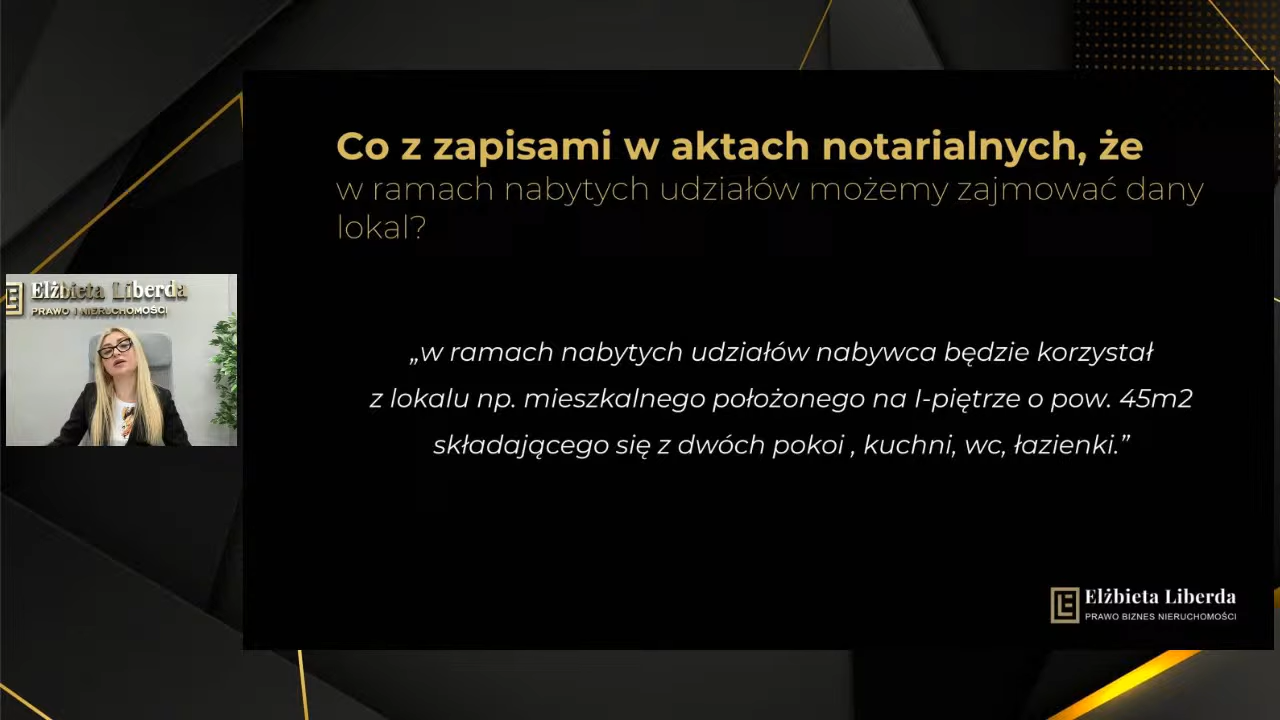 Co z zapisami w aktach notarialnych, że
w ramach nabytych udziałów możemy zajmować dany
lokal?
Elżbieta Liberda
PRAWO I NIERUCHOMOŚCI
„w ramach nabytych udziałów nabywca będzie korzystał
z lokalu np. mieszkalnego położonego na I-piętrze o pow. 45m2
składającego się z dwóch pokoi , kuchni, wc, łazienki.”
Elżbieta Liberda
PRAWO BIZNES NIERUCHOMOŚCI